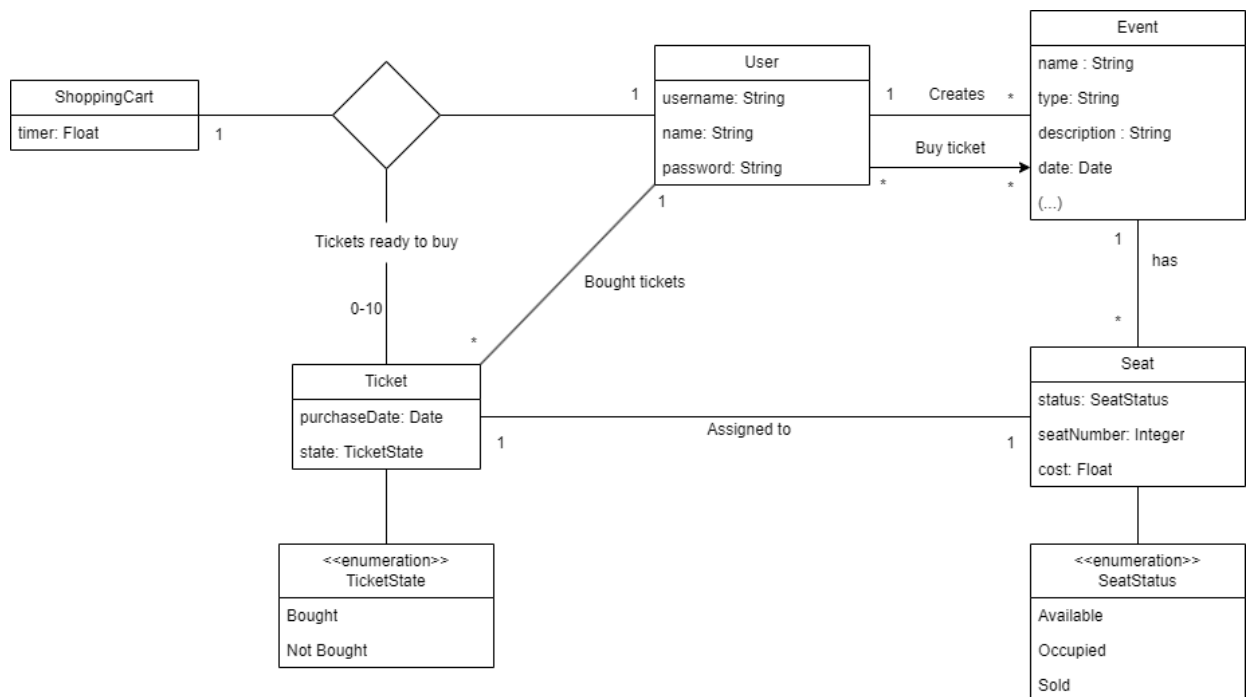 Event
name : String
type: String
description : String
date: Date
(...)
User
username: String
name: String
password: String
ShoppingCart
timer: Float
1
1
1
Creates
*
Buy ticket
*
*
1
Tickets ready to buy
0-10
Bought tickets
*
1
has
*
Ticket
purchaseDate: Date
state: TicketState
1
Assigned to
1
Seat
status: SeatStatus
seatNumber: Integer
cost: Float
<<enumeration>>
TicketState
Bought
Not Bought
<<enumeration>>
SeatStatus
Available
Occupied
Sold